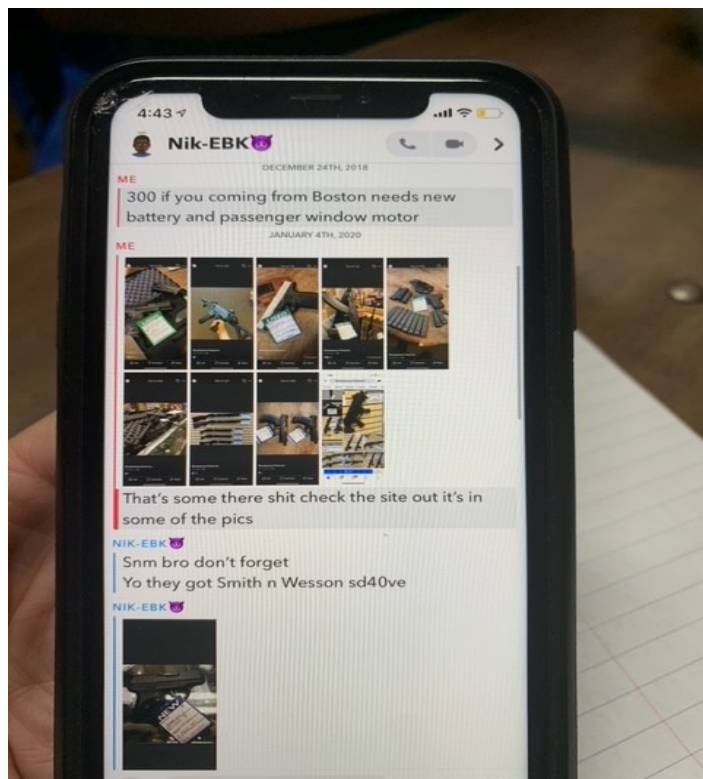 4:43
Nik-EBK😈
DECEMBER 24TH, 2018
ME
300 if you coming from Boston needs new
battery and passenger window motor
JANUARY 4TH, 2020
ME
That's some there shit check the site out it's in
some of the pics
NIK-EBK😈
Snm bro don't forget
Yo they got Smith n Wesson sd40ve
NIK-EBK😈
NEW